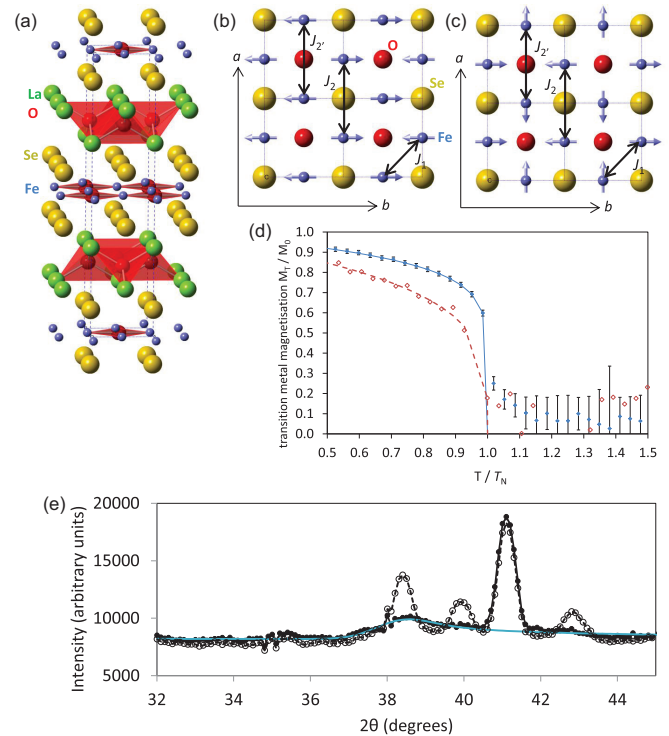 (a)
La
O
Se
Fe
(b)
a
J2'
J2
J1
O
Se
Fe
b
(c)
a
J2'
J2
J1
b
(d)
transition metal magnetisation MT / M0
1.0
0.9
0.8
0.7
0.6
0.5
0.4
0.3
0.2
0.1
0.0
0.5 0.6 0.7 0.8 0.9 1.0 1.1 1.2 1.3 1.4 1.5
T / TN
(e)
Intensity (arbitrary units)
20000
15000
10000
5000
32 34 36 38 40 42 44
2θ (degrees)